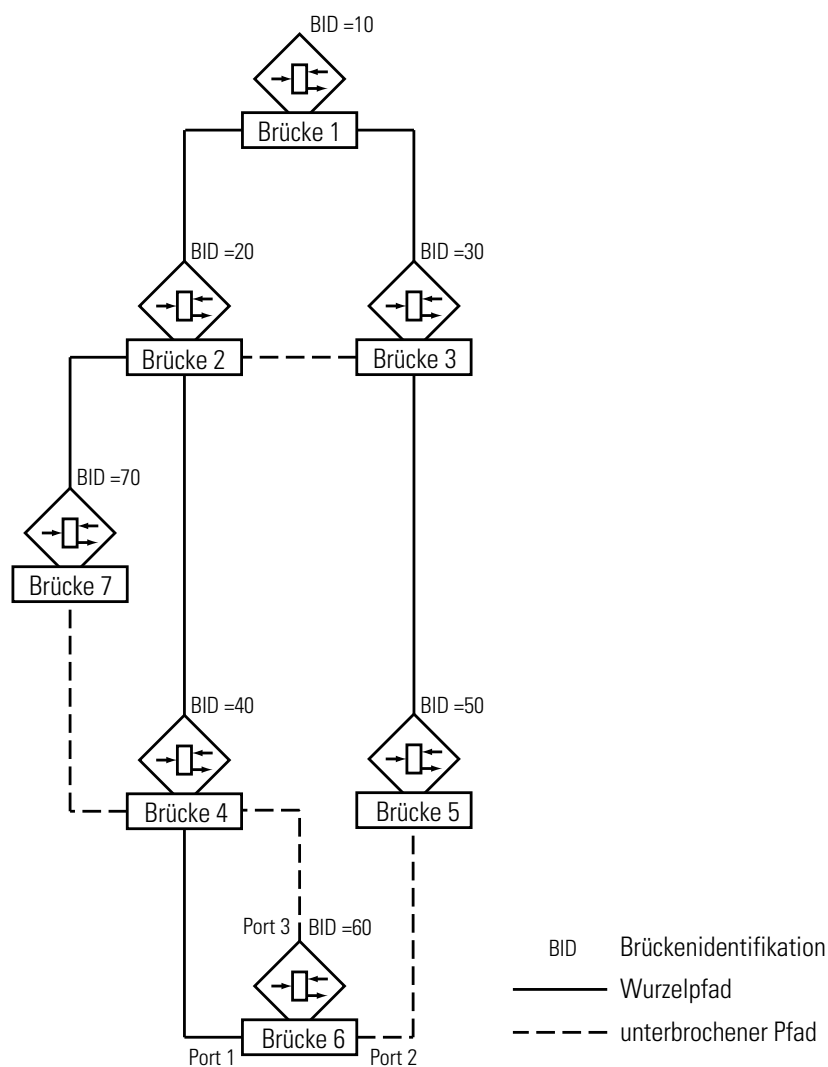 BID =10
Brücke 1
BID =20
BID =30
Brücke 2
Brücke 3
BID =70
Brücke 7
BID =40
BID =50
Brücke 4
Brücke 5
Port 3
BID =60
Brücke 6
Port 1
Port 2
BID Brückenidentifikation
Wurzelpfad
unterbrochener Pfad